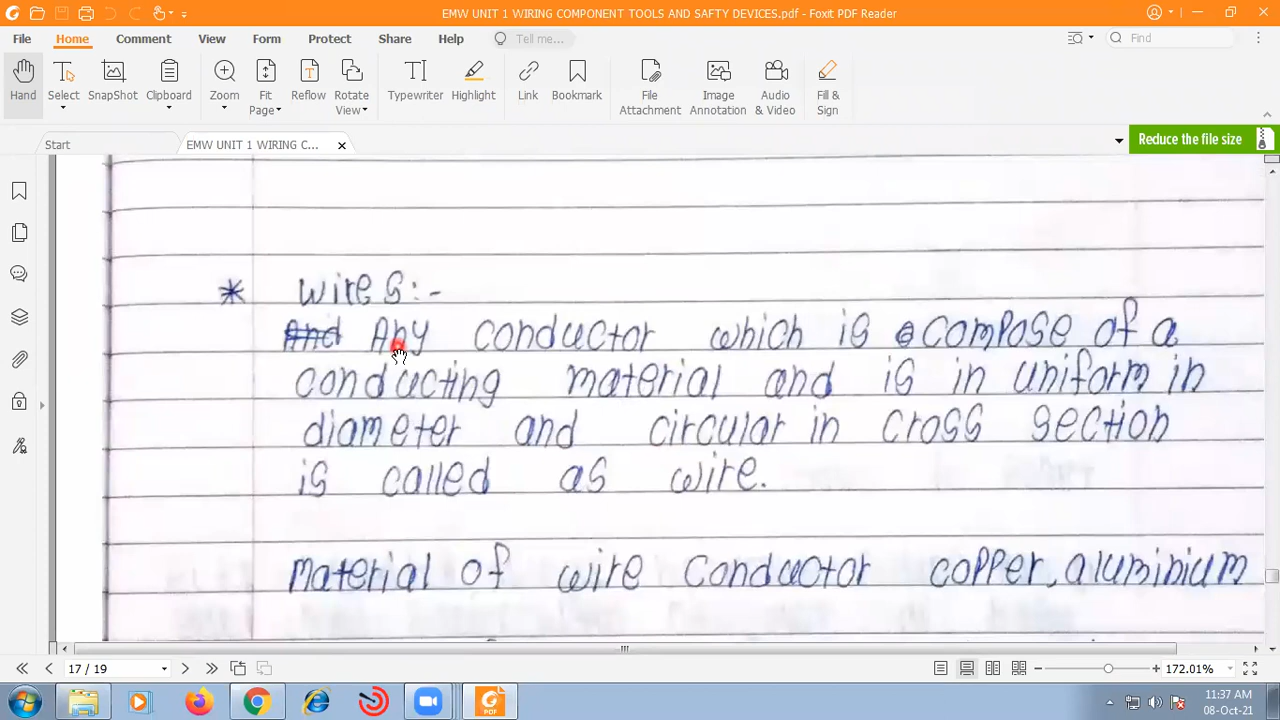 EMW UNIT 1 WIRING COMPONENT TOOLS AND SAFTY DEVICES.pdf - Foxit PDF Reader
File Home Comment View Form Protect Share Help Tell me... Find
Hand Select SnapShot Clipboard Zoom Fit Page Reflow Rotate View Typewriter Highlight Link Bookmark File Attachment Image Annotation Audio & Video Fill & Sign
Start EMW UNIT 1 WIRING C... Reduce the file size
* Wires:-
And Any conductor which is compose of a
conducting material and is in uniform in
diameter and circular in cross section
is called as wire.
Material of wire conductor copper, aluminium
17 / 19 172.01%
PDF
11:37 AM
08-Oct-21